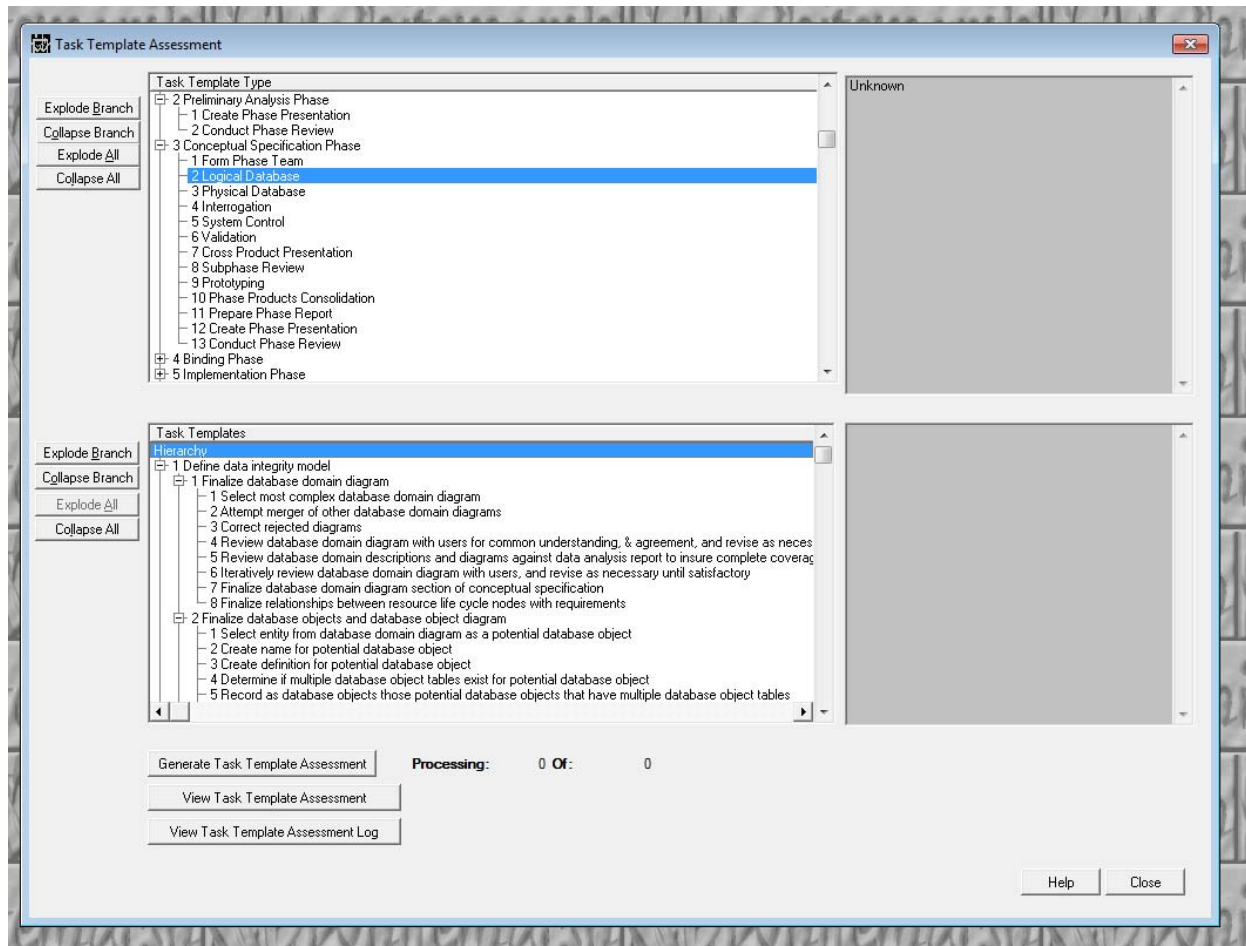 Task Template Assessment
Explode Branch
Collapse Branch
Explode All
Collapse All
Task Template Type
2 Preliminary Analysis Phase
1 Create Phase Presentation
2 Conduct Phase Review
3 Conceptual Specification Phase
1 Form Phase Team
2 Logical Database
3 Physical Database
4 Interrogation
5 System Control
6 Validation
7 Cross Product Presentation
8 Subphase Review
9 Prototyping
10 Phase Products Consolidation
11 Prepare Phase Report
12 Create Phase Presentation
13 Conduct Phase Review
4 Binding Phase
5 Implementation Phase
Unknown
Explode Branch
Collapse Branch
Explode All
Collapse All
Task Templates
Hierarchy
1 Define data integrity model
1 Finalize database domain diagram
1 Select most complex database domain diagram
2 Attempt merger of other database domain diagrams
3 Correct rejected diagrams
4 Review database domain diagram with users for common understanding, & agreement, and revise as neces
5 Review database domain descriptions and diagrams against data analysis report to insure complete coverag
6 Iteratively review database domain diagram with users, and revise as necessary until satisfactory
7 Finalize database domain diagram section of conceptual specification
8 Finalize relationships between resource life cycle nodes with requirements
2 Finalize database objects and database object diagram
1 Select entity from database domain diagram as a potential database object
2 Create name for potential database object
3 Create definition for potential database object
4 Determine if multiple database object tables exist for potential database object
5 Record as database objects those potential database objects that have multiple database object tables
Generate Task Template Assessment
Processing: 0 Of: 0
View Task Template Assessment
View Task Template Assessment Log
Help
Close